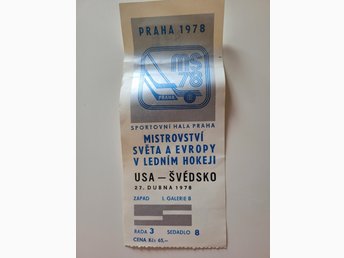 PRAHA 1978
MS
78
PRAHA
SPORTOVNÍ HALA PRAHA
MISTROVSTVÍ
SVĚTA A EVROPY
V LEDNÍM HOKEJI
USA – ŠVÉDSKO
27. DUBNA 1978
ZÁPAD 1. GALERIE B
ŘADA 3 SEDADLO 8
CENA Kčs 65,–